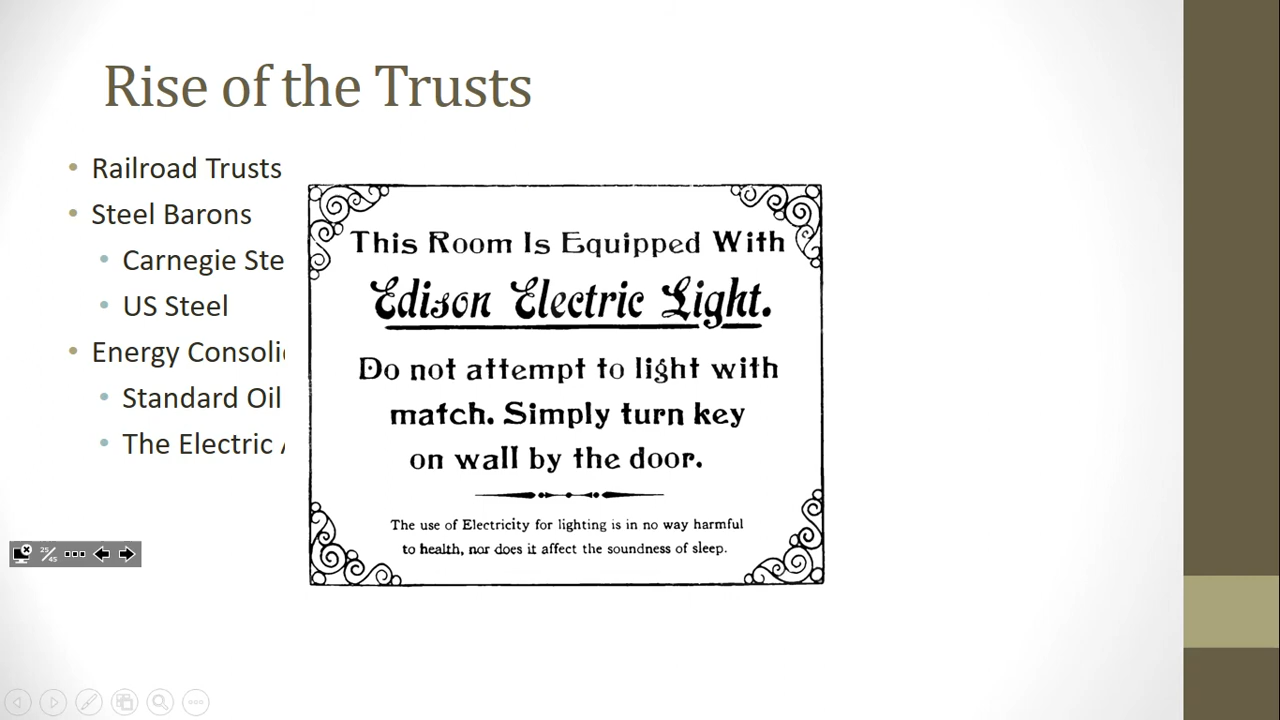 Rise of the Trusts
Railroad Trusts
Steel Barons
Carnegie
US Steel
Energy
Standard Oil
The Electric
This Room Is Equipped With
Edison Electric Light.
Do not attempt to light with
match. Simply turn key
on wall by the door.
The use of Electricity for lighting is in no way harmful
to health, nor does it affect the soundness of sleep.
25/45